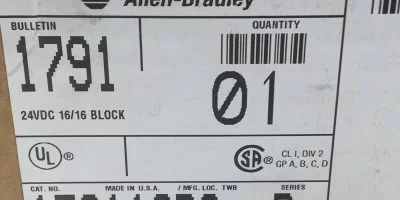 Allen-Bradley
BULLETIN
QUANTITY
1791
01
24VDC 16/16 BLOCK
UL ®
SA ® CL I, DIV 2
GP A, B, C, D
CAT. NO. MADE IN U.S.A. / MFG. LOC. TWB SERIES